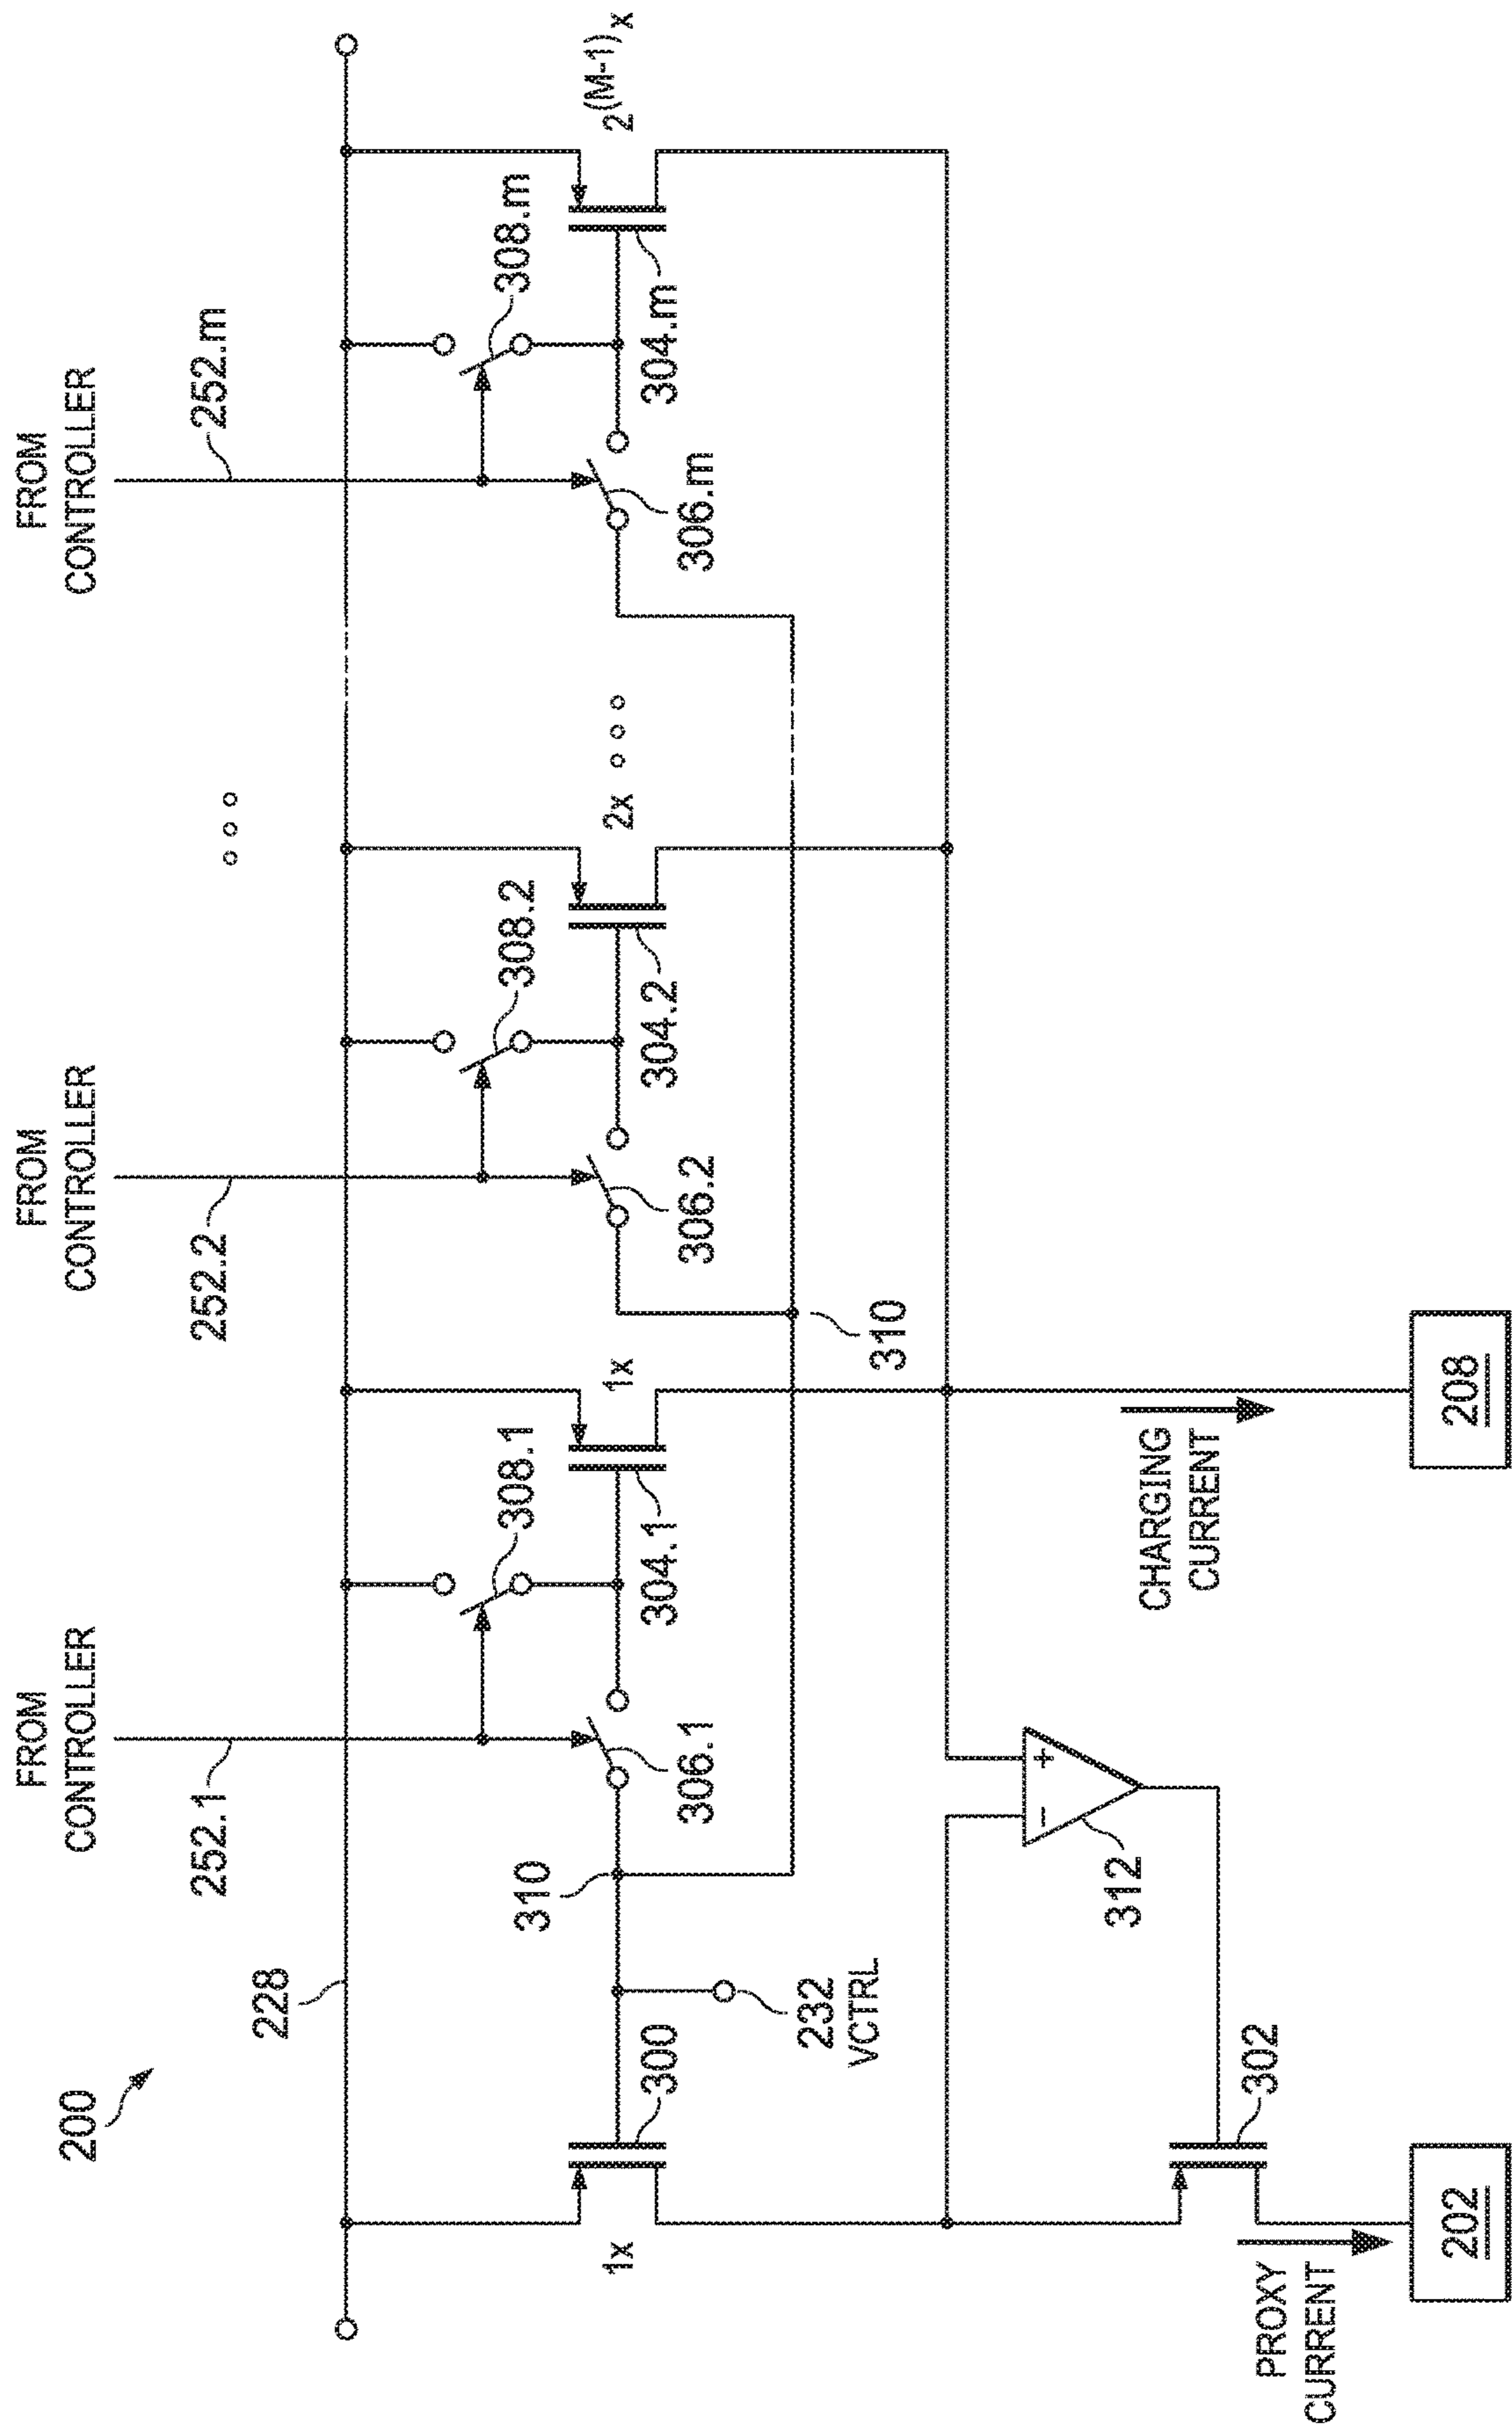 200
228
FROM
CONTROLLER
252.1
FROM
CONTROLLER
252.2
FROM
CONTROLLER
252.m
308.1
308.2
308.m
1x
300
310
306.1
304.1
1x
306.2
304.2
2x
306.m
304.m
2(M-1)x
232
VCTRL
310
312
− +
302
PROXY
CURRENT
CHARGING
CURRENT
202
208